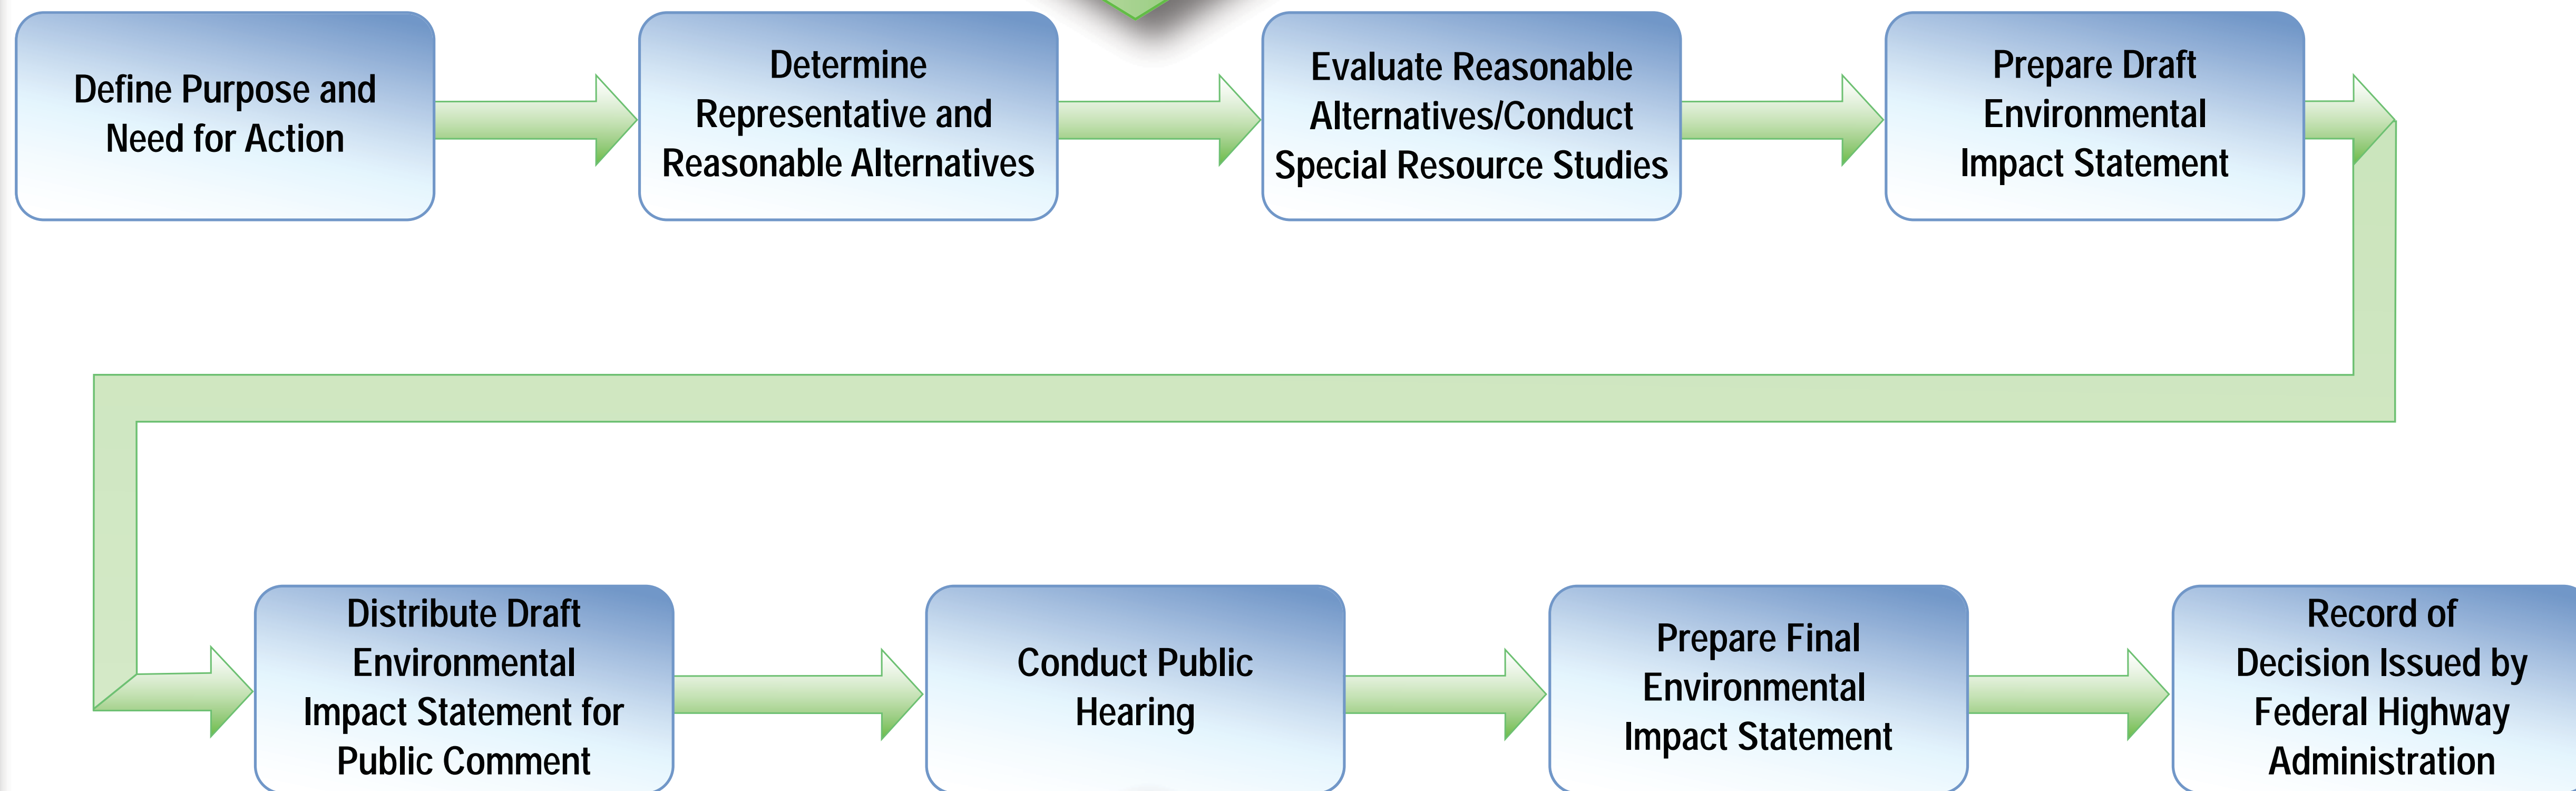 Define Purpose and
Need for Action
Determine
Representative and
Reasonable Alternatives
Evaluate Reasonable
Alternatives/Conduct
Special Resource Studies
Prepare Draft
Environmental
Impact Statement
Distribute Draft
Environmental
Impact Statement for
Public Comment
Conduct Public
Hearing
Prepare Final
Environmental
Impact Statement
Record of
Decision Issued by
Federal Highway
Administration